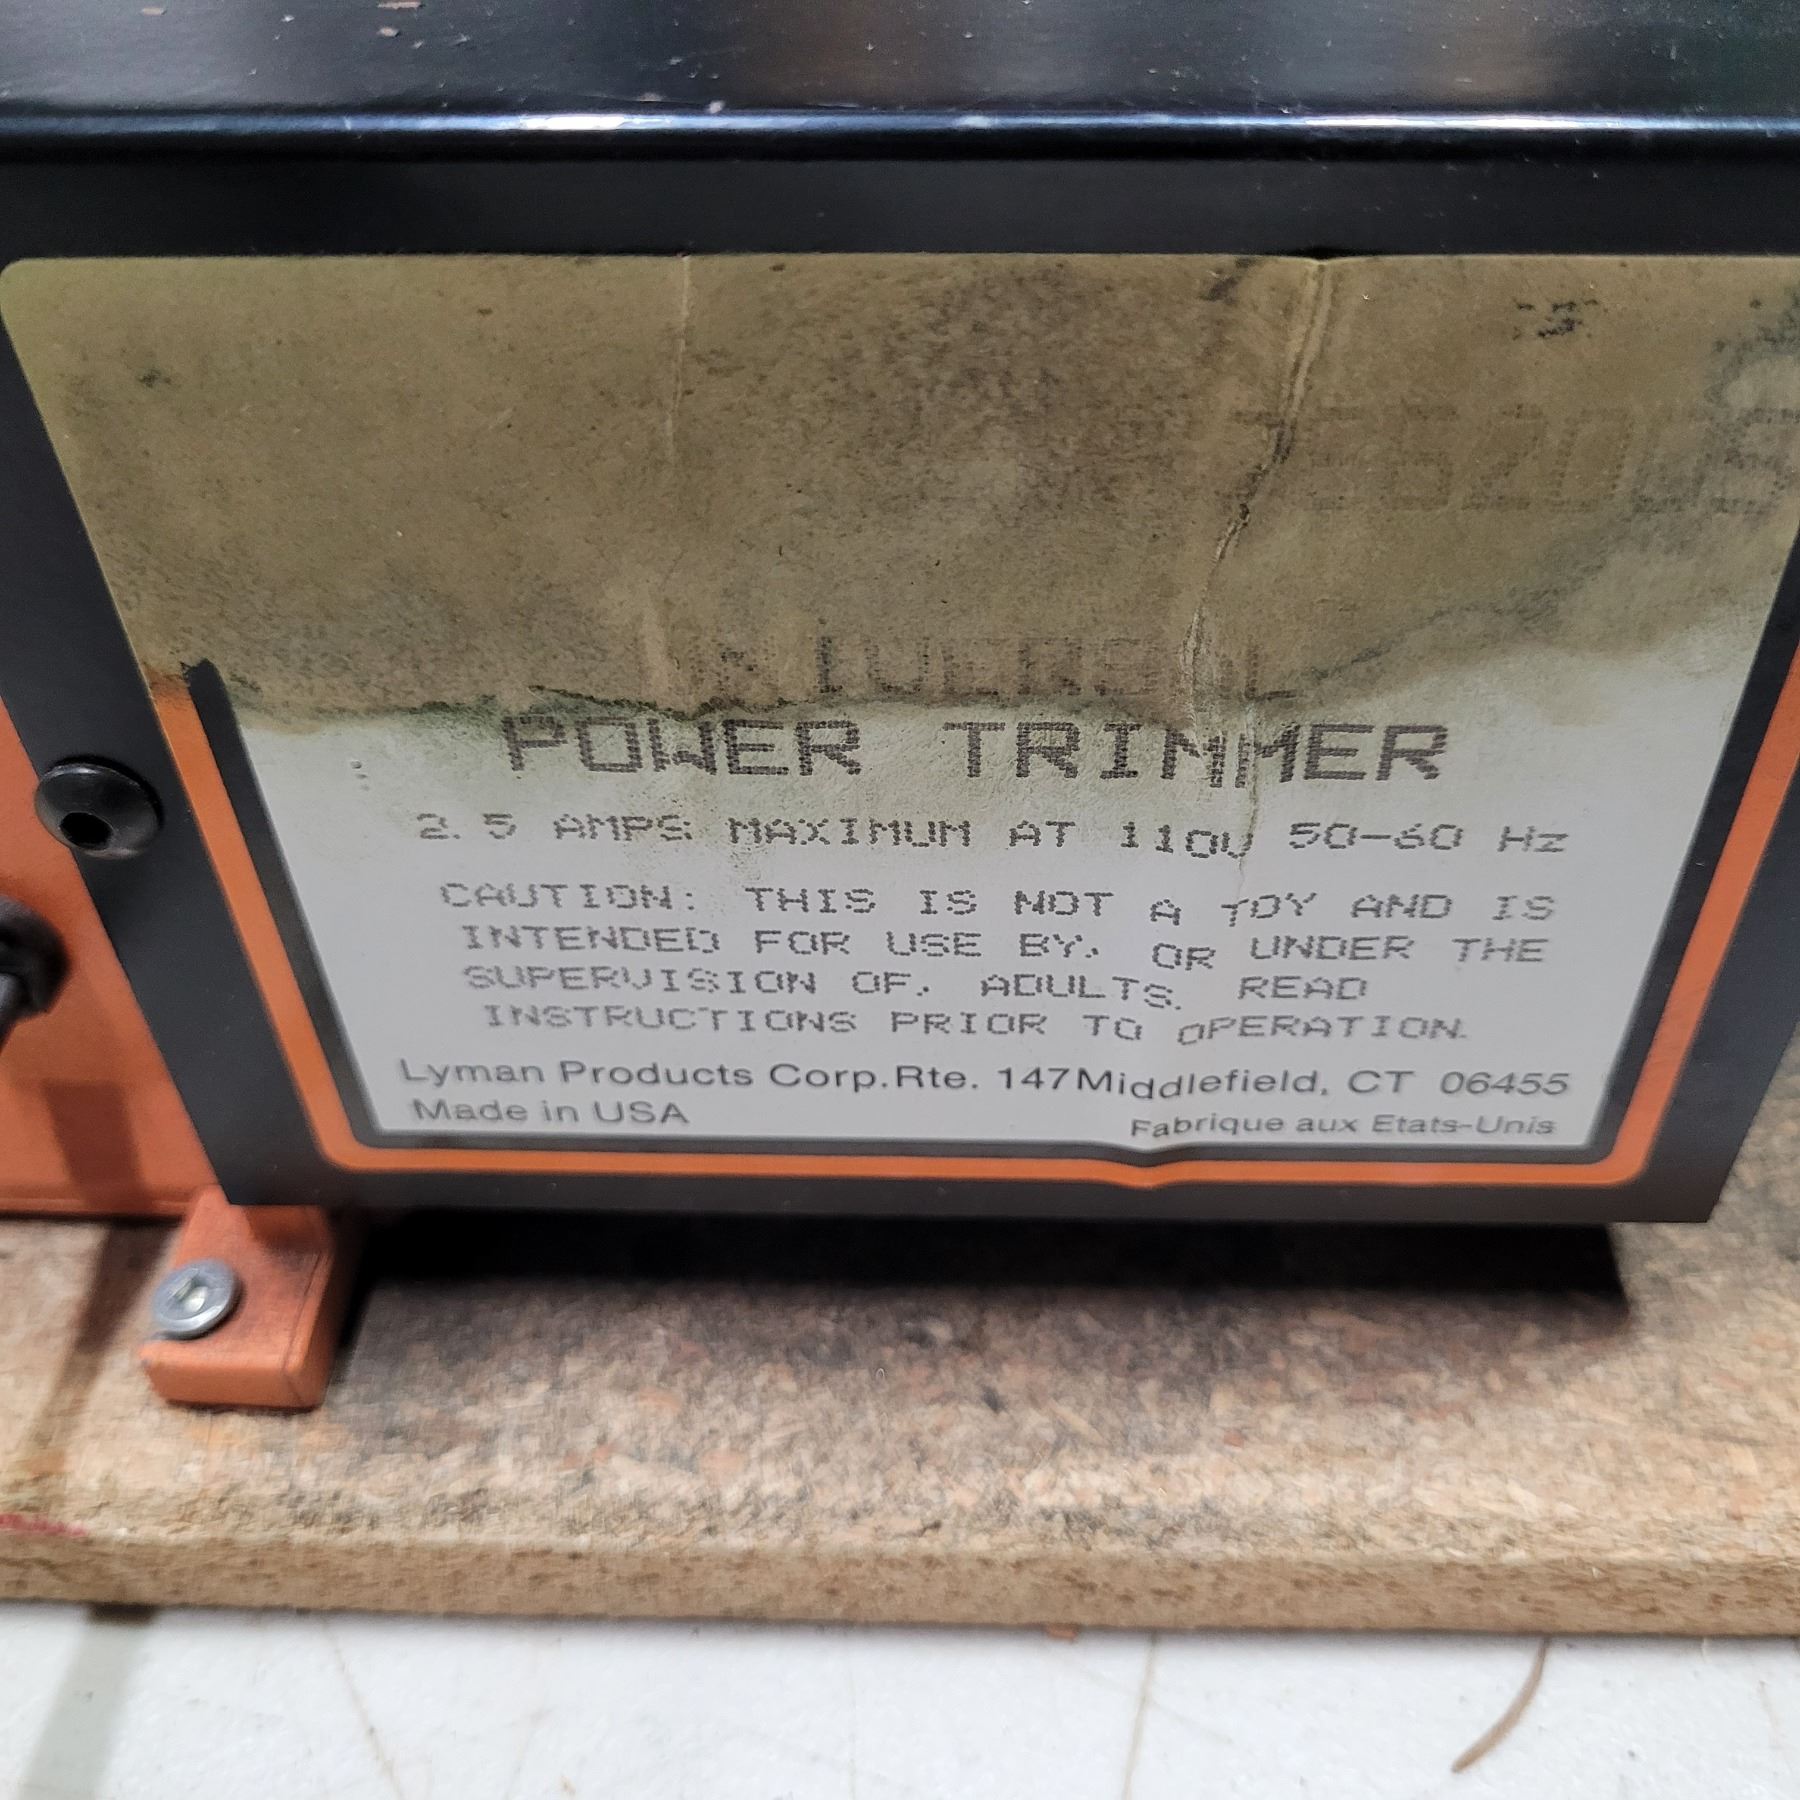 UNIVERSAL
POWER TRIMMER
2.5 AMPS MAXIMUM AT 110V 50-60 Hz
CAUTION: THIS IS NOT A TOY AND IS
INTENDED FOR USE BY, OR UNDER THE
SUPERVISION OF, ADULTS. READ
INSTRUCTIONS PRIOR TO OPERATION.
Lyman Products Corp. Rte. 147 Middlefield, CT 06455
Made in USA Fabrique aux Etats-Unis